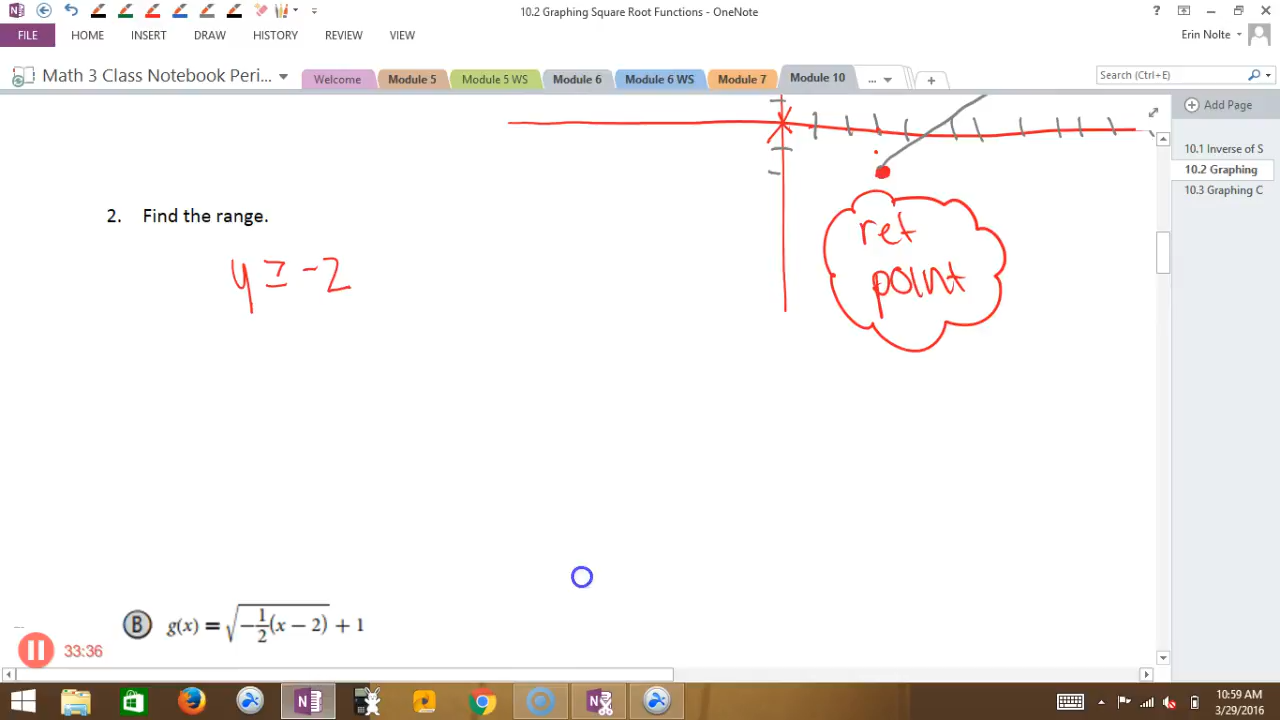 10.2 Graphing Square Root Functions - OneNote
?
FILE HOME INSERT DRAW HISTORY REVIEW VIEW
Erin Nolte
Math 3 Class Notebook Peri...
Welcome Module 5 Module 5 WS Module 6 Module 6 WS Module 7 Module 10 ... +
Search (Ctrl+E)
Add Page
10.1 Inverse of S
10.2 Graphing
10.3 Graphing C
2. Find the range.
y ≥ -2
ref
point
B g(x) = √(-1/2(x - 2)) + 1
33:36
10:59 AM
3/29/2016